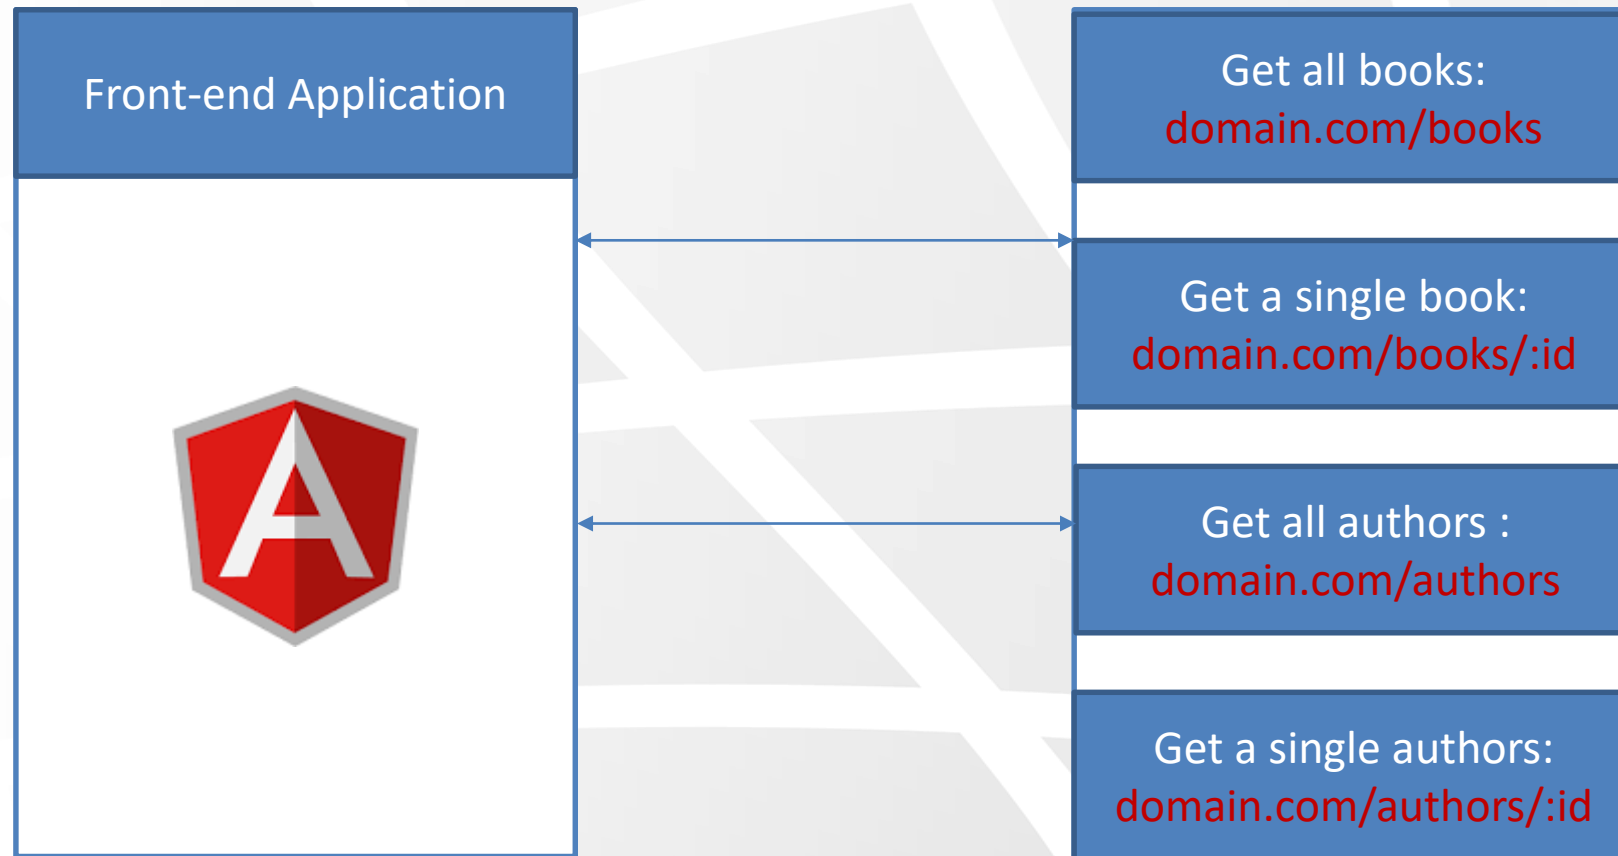 Front-end Application
Get all books:
domain.com/books
Get a single book:
domain.com/books/:id
Get all authors :
domain.com/authors
Get a single authors:
domain.com/authors/:id